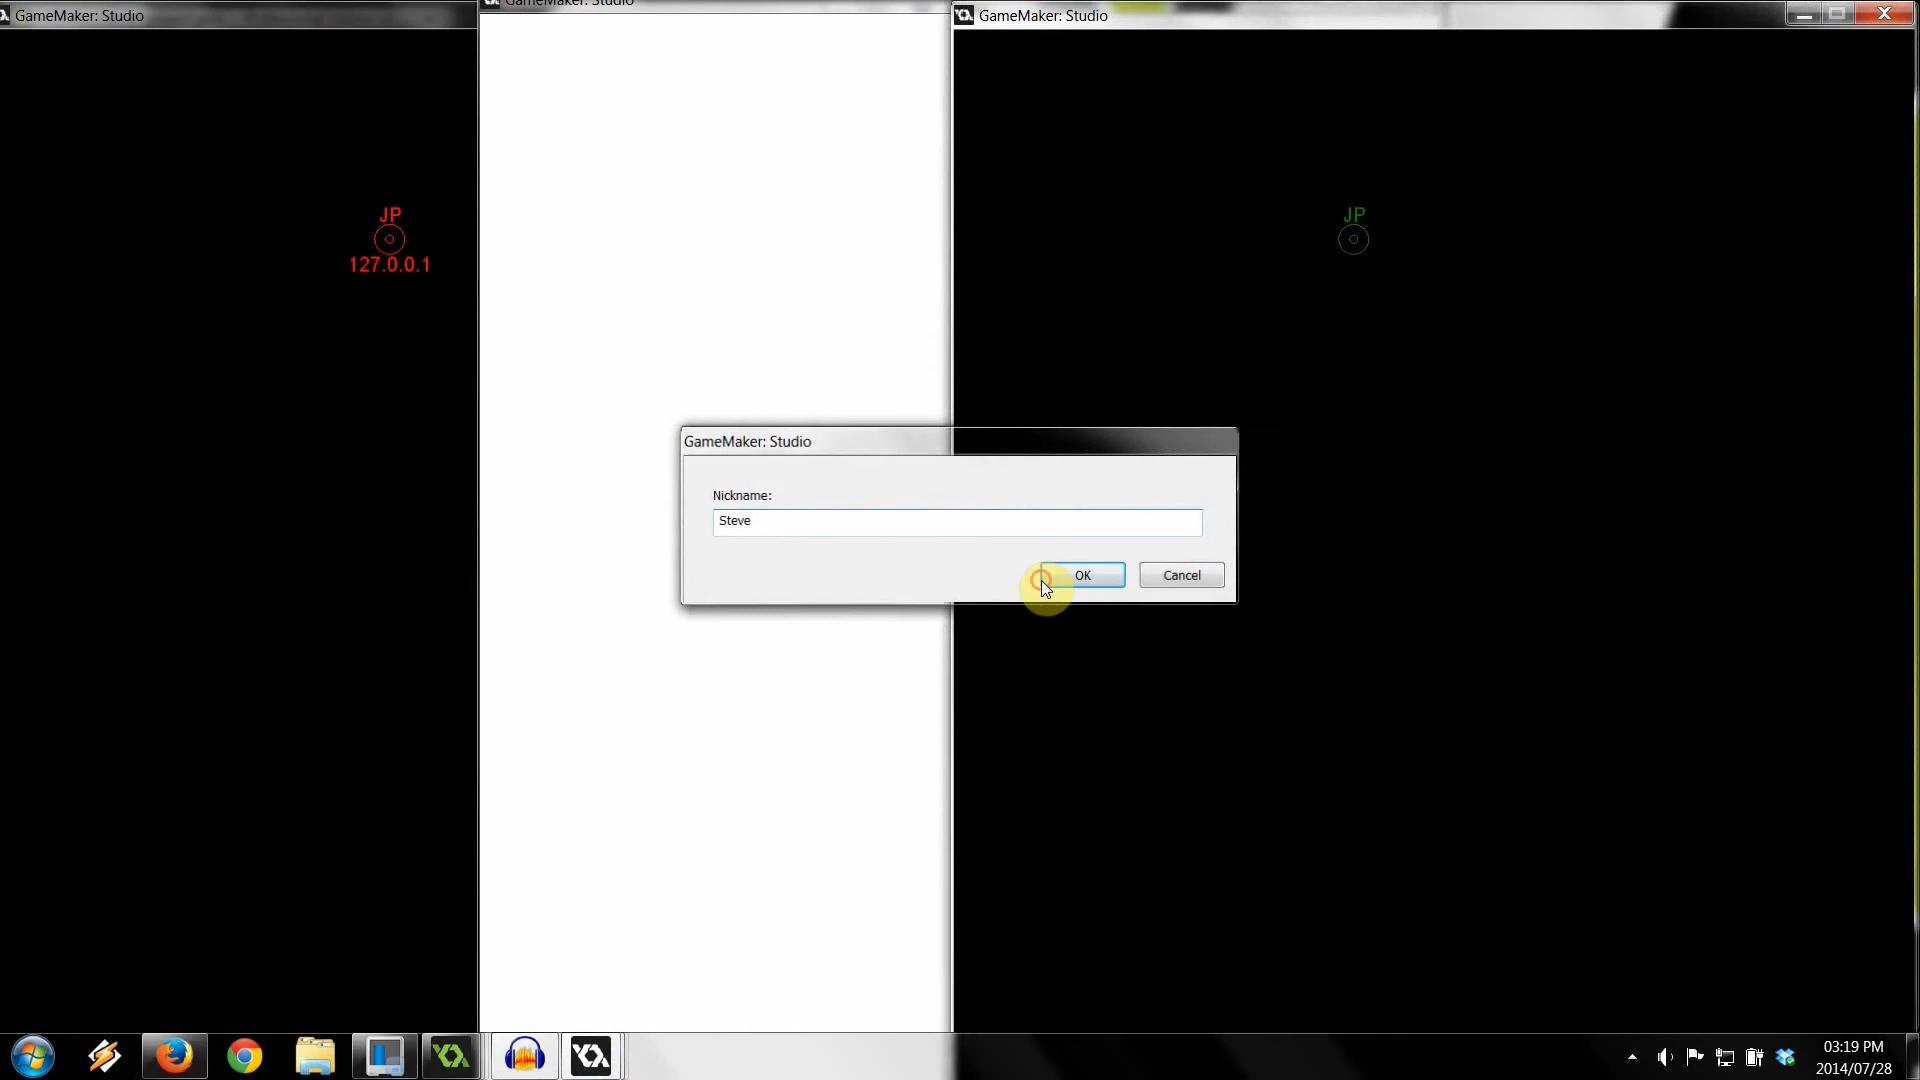 GameMaker: Studio
GameMaker: Studio
GameMaker: Studio
JP
127.0.0.1
JP
GameMaker: Studio
Nickname:
Steve
OK
Cancel
03:19 PM
2014/07/28